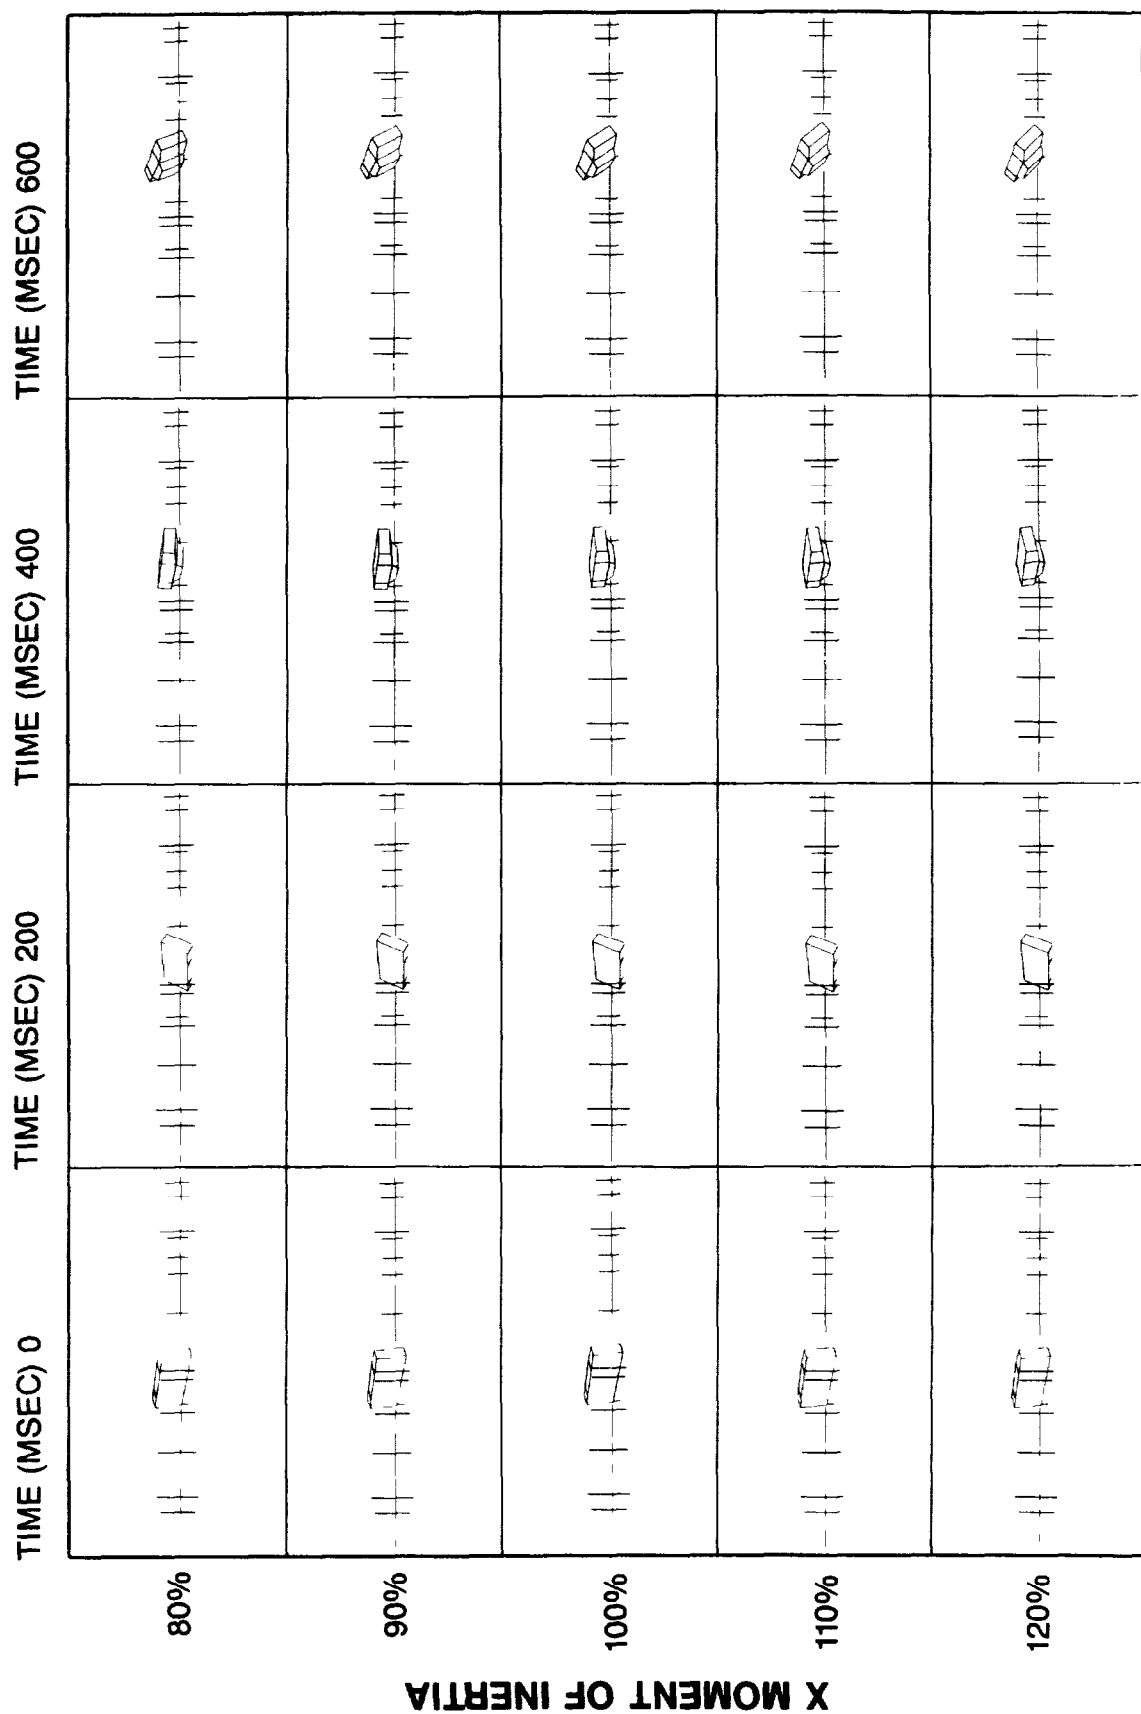 TIME (MSEC) 0
TIME (MSEC) 200
TIME (MSEC) 400
TIME (MSEC) 600
X MOMENT OF INERTIA
80%
90%
100%
110%
120%